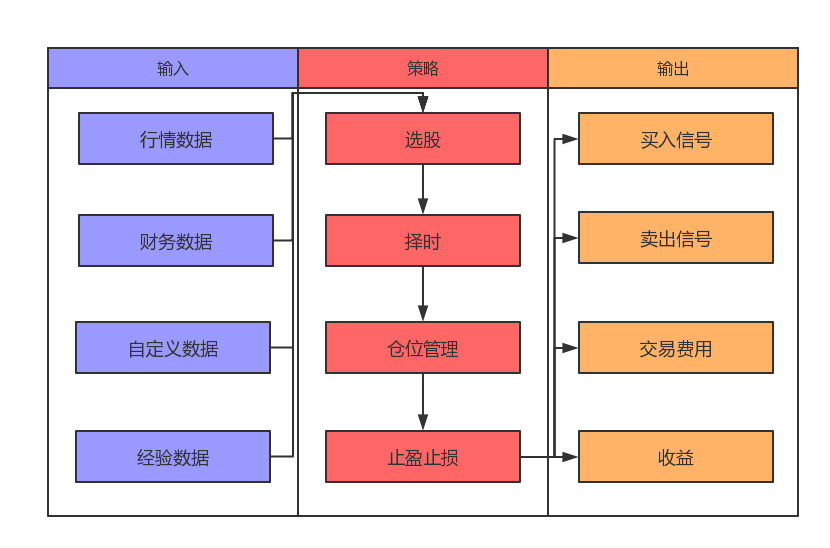 输入
策略
输出
行情数据
选股
买入信号
财务数据
择时
卖出信号
自定义数据
仓位管理
交易费用
经验数据
止盈止损
收益